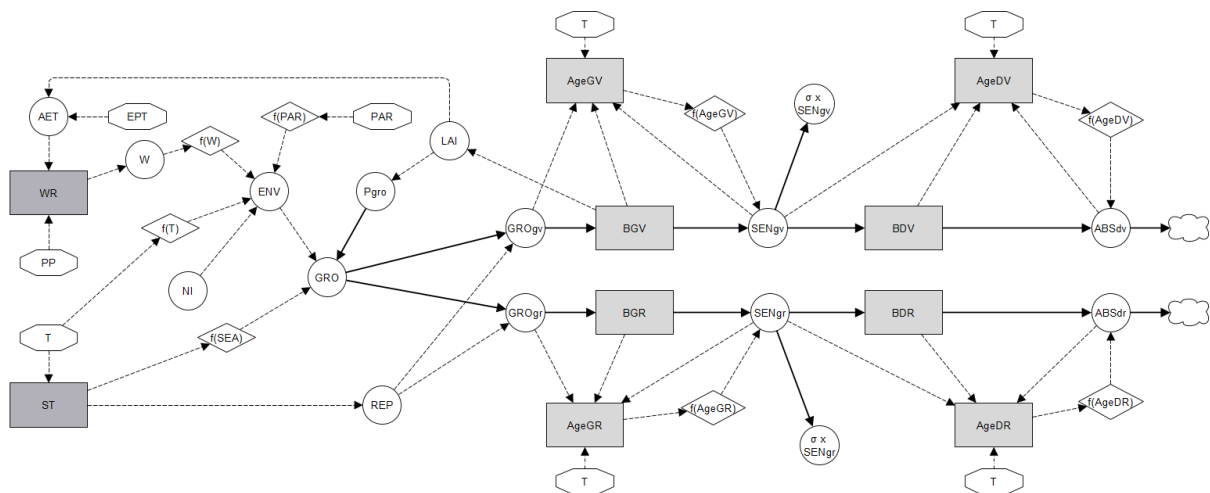 T
T
AgeGV
AgeDV
σ x
SENgv
f(AgeGV)
f(AgeDV)
AET
EPT
f(PAR)
PAR
LAI
f(W)
W
WR
ENV
Pgro
f(T)
GROgv
BGV
SENgv
BDV
ABSdv
PP
NI
GRO
GROgr
BGR
SENgr
BDR
ABSdr
T
f(SEA)
ST
REP
f(AgeGR)
f(AgeDR)
AgeGR
AgeDR
σ x
SENgr
T
T